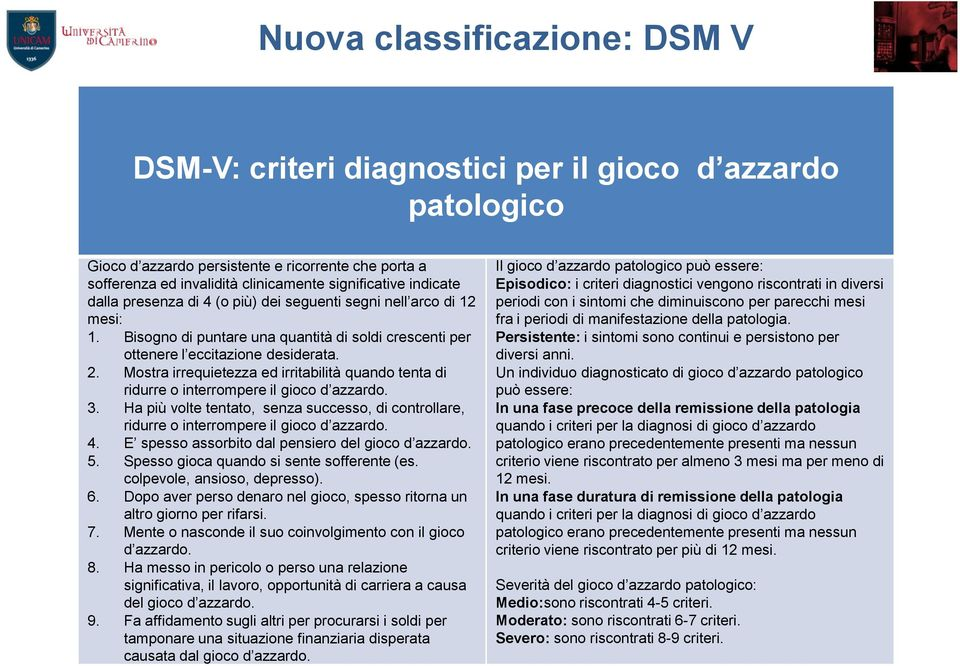 UNICAM
Università di Camerino
1336
UNIVERSITÀ
DI CAMERINO
Nuova classificazione: DSM V
DSM-V: criteri diagnostici per il gioco d’azzardo
patologico
Gioco d’azzardo persistente e ricorrente che porta a
sofferenza ed invalidità clinicamente significative indicate
dalla presenza di 4 (o più) dei seguenti segni nell’arco di 12
mesi:
1. Bisogno di puntare una quantità di soldi crescenti per
ottenere l’eccitazione desiderata.
2. Mostra irrequietezza ed irritabilità quando tenta di
ridurre o interrompere il gioco d’azzardo.
3. Ha più volte tentato, senza successo, di controllare,
ridurre o interrompere il gioco d’azzardo.
4. E’ spesso assorbito dal pensiero del gioco d’azzardo.
5. Spesso gioca quando si sente sofferente (es.
colpevole, ansioso, depresso).
6. Dopo aver perso denaro nel gioco, spesso ritorna un
altro giorno per rifarsi.
7. Mente o nasconde il suo coinvolgimento con il gioco
d’azzardo.
8. Ha messo in pericolo o perso una relazione
significativa, il lavoro, opportunità di carriera a causa
del gioco d’azzardo.
9. Fa affidamento sugli altri per procurarsi i soldi per
tamponare una situazione finanziaria disperata
causata dal gioco d’azzardo.
Il gioco d’azzardo patologico può essere:
Episodico: i criteri diagnostici vengono riscontrati in diversi
periodi con i sintomi che diminuiscono per parecchi mesi
fra i periodi di manifestazione della patologia.
Persistente: i sintomi sono continui e persistono per
diversi anni.
Un individuo diagnosticato di gioco d’azzardo patologico
può essere:
In una fase precoce della remissione della patologia
quando i criteri per la diagnosi di gioco d’azzardo
patologico erano precedentemente presenti ma nessun
criterio viene riscontrato per almeno 3 mesi ma per meno di
12 mesi.
In una fase duratura di remissione della patologia
quando i criteri per la diagnosi di gioco d’azzardo
patologico erano precedentemente presenti ma nessun
criterio viene riscontrato per più di 12 mesi.
Severità del gioco d’azzardo patologico:
Medio:sono riscontrati 4-5 criteri.
Moderato: sono riscontrati 6-7 criteri.
Severo: sono riscontrati 8-9 criteri.